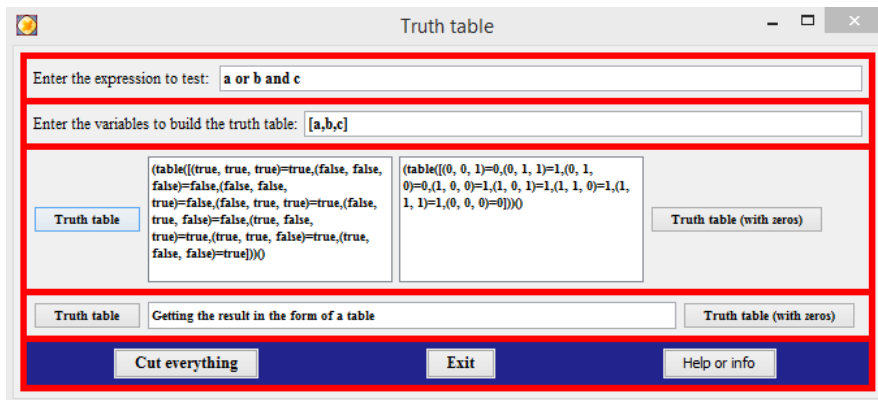 Truth table
Enter the expression to test: a or b and c
Enter the variables to build the truth table: [a,b,c]
Truth table
(table([(true, true, true)=true,(false, false,
false)=false,(false, false,
true)=false,(false, true, true)=true,(false,
true, false)=false,(true, false,
true)=true,(true, true, false)=true,(true,
false, false)=true]))()
(table([(0, 0, 1)=0,(0, 1, 1)=1,(0, 1,
0)=0,(1, 0, 0)=1,(1, 0, 1)=1,(1, 1, 0)=1,(1,
1, 1)=1,(0, 0, 0)=0]))()
Truth table (with zeros)
Truth table Getting the result in the form of a table Truth table (with zeros)
Cut everything Exit Help or info